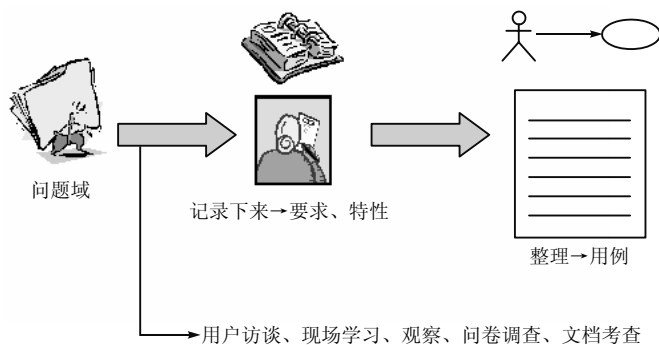 问题域
记录下来→要求、特性
整理→用例
用户访谈、现场学习、观察、问卷调查、文档考查